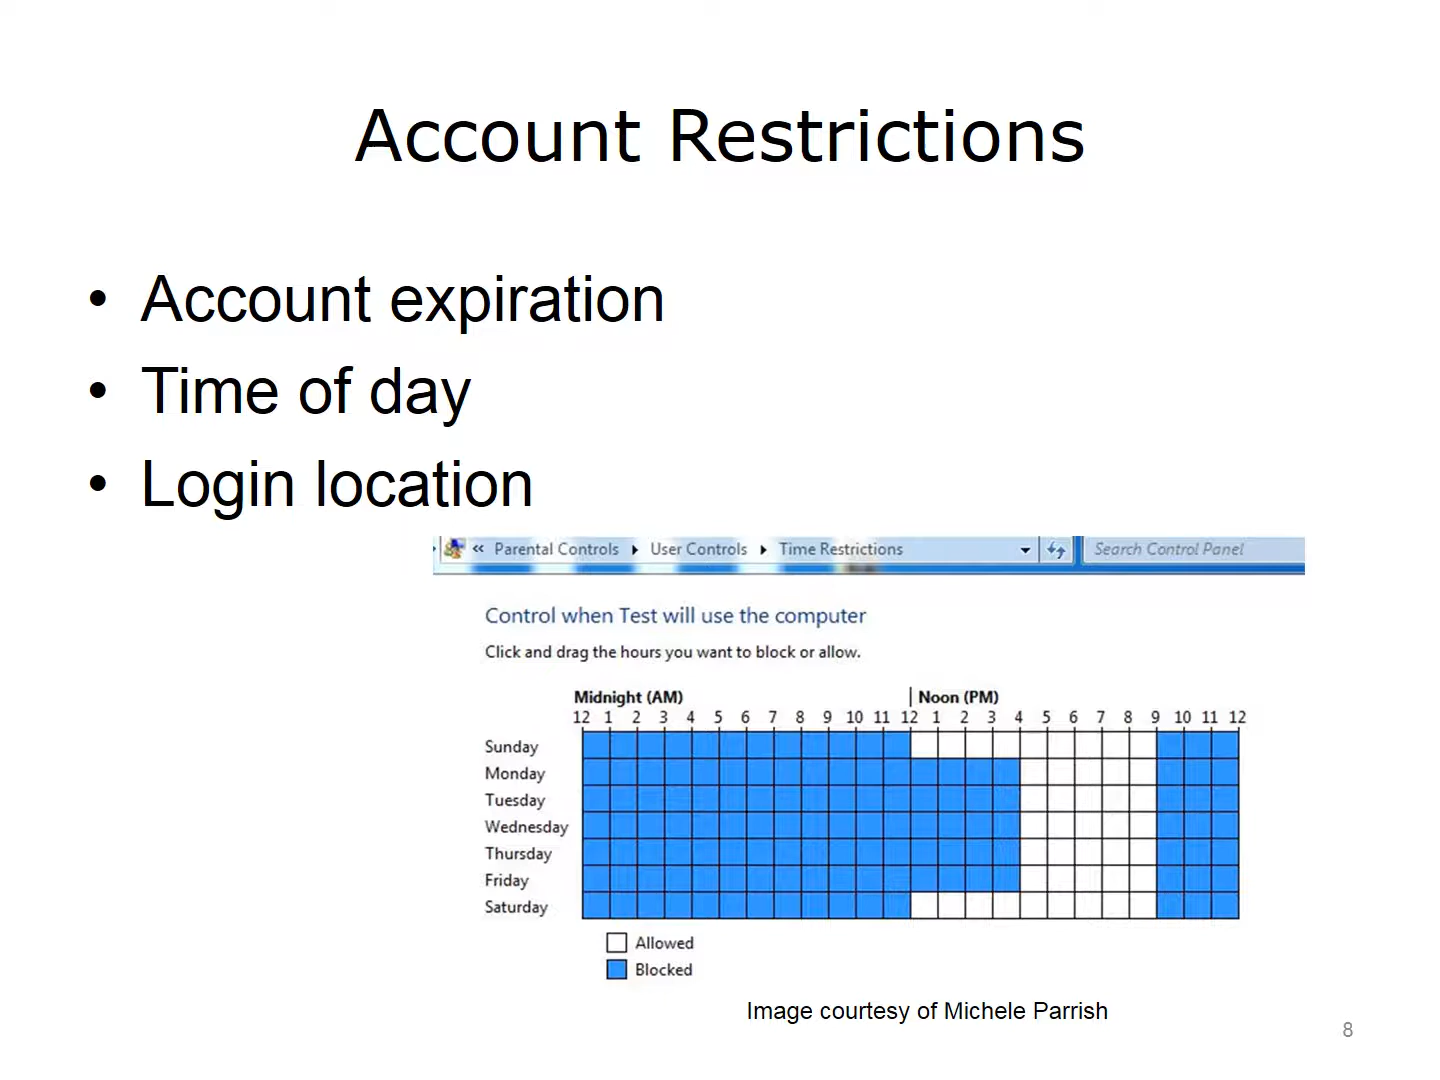 Account Restrictions
• Account expiration
• Time of day
• Login location
« Parental Controls ▸ User Controls ▸ Time Restrictions Search Control Panel
Control when Test will use the computer
Click and drag the hours you want to block or allow.
Midnight (AM) Noon (PM)
12 1 2 3 4 5 6 7 8 9 10 11 12 1 2 3 4 5 6 7 8 9 10 11 12
Sunday
Monday
Tuesday
Wednesday
Thursday
Friday
Saturday
Allowed
Blocked
Image courtesy of Michele Parrish
8